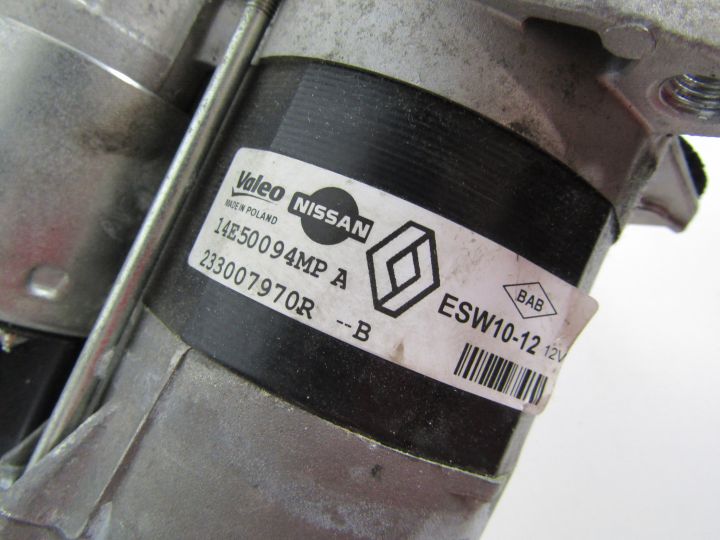 Valeo
MADE IN POLAND
NISSAN
14E50094MP A
233007970R --B
BAB
ESW10-12 12V